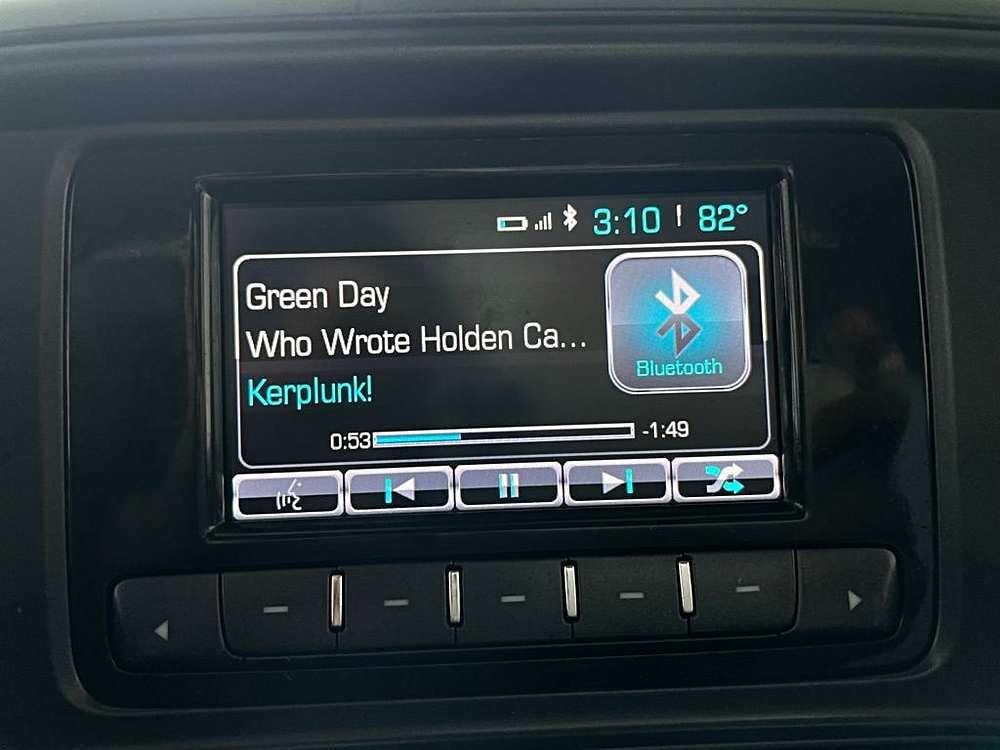 3:10 82°
Green Day
Who Wrote Holden Ca...
Kerplunk!
Bluetooth
0:53 -1:49